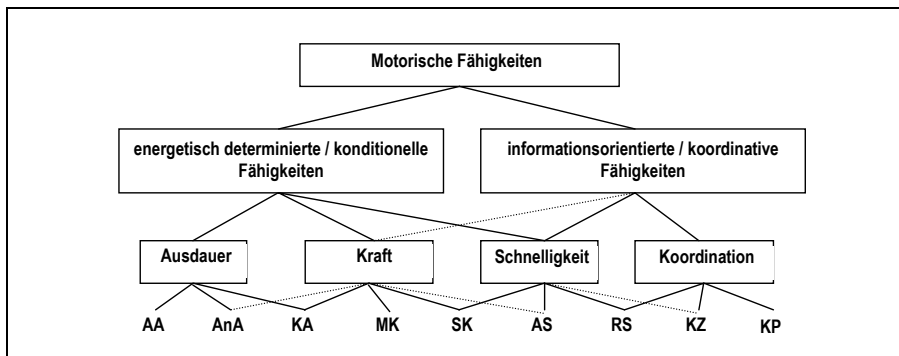 Motorische Fähigkeiten
energetisch determinierte / konditionelle
Fähigkeiten
informationsorientierte / koordinative
Fähigkeiten
Ausdauer
Kraft
Schnelligkeit
Koordination
AA AnA KA MK SK AS RS KZ KP